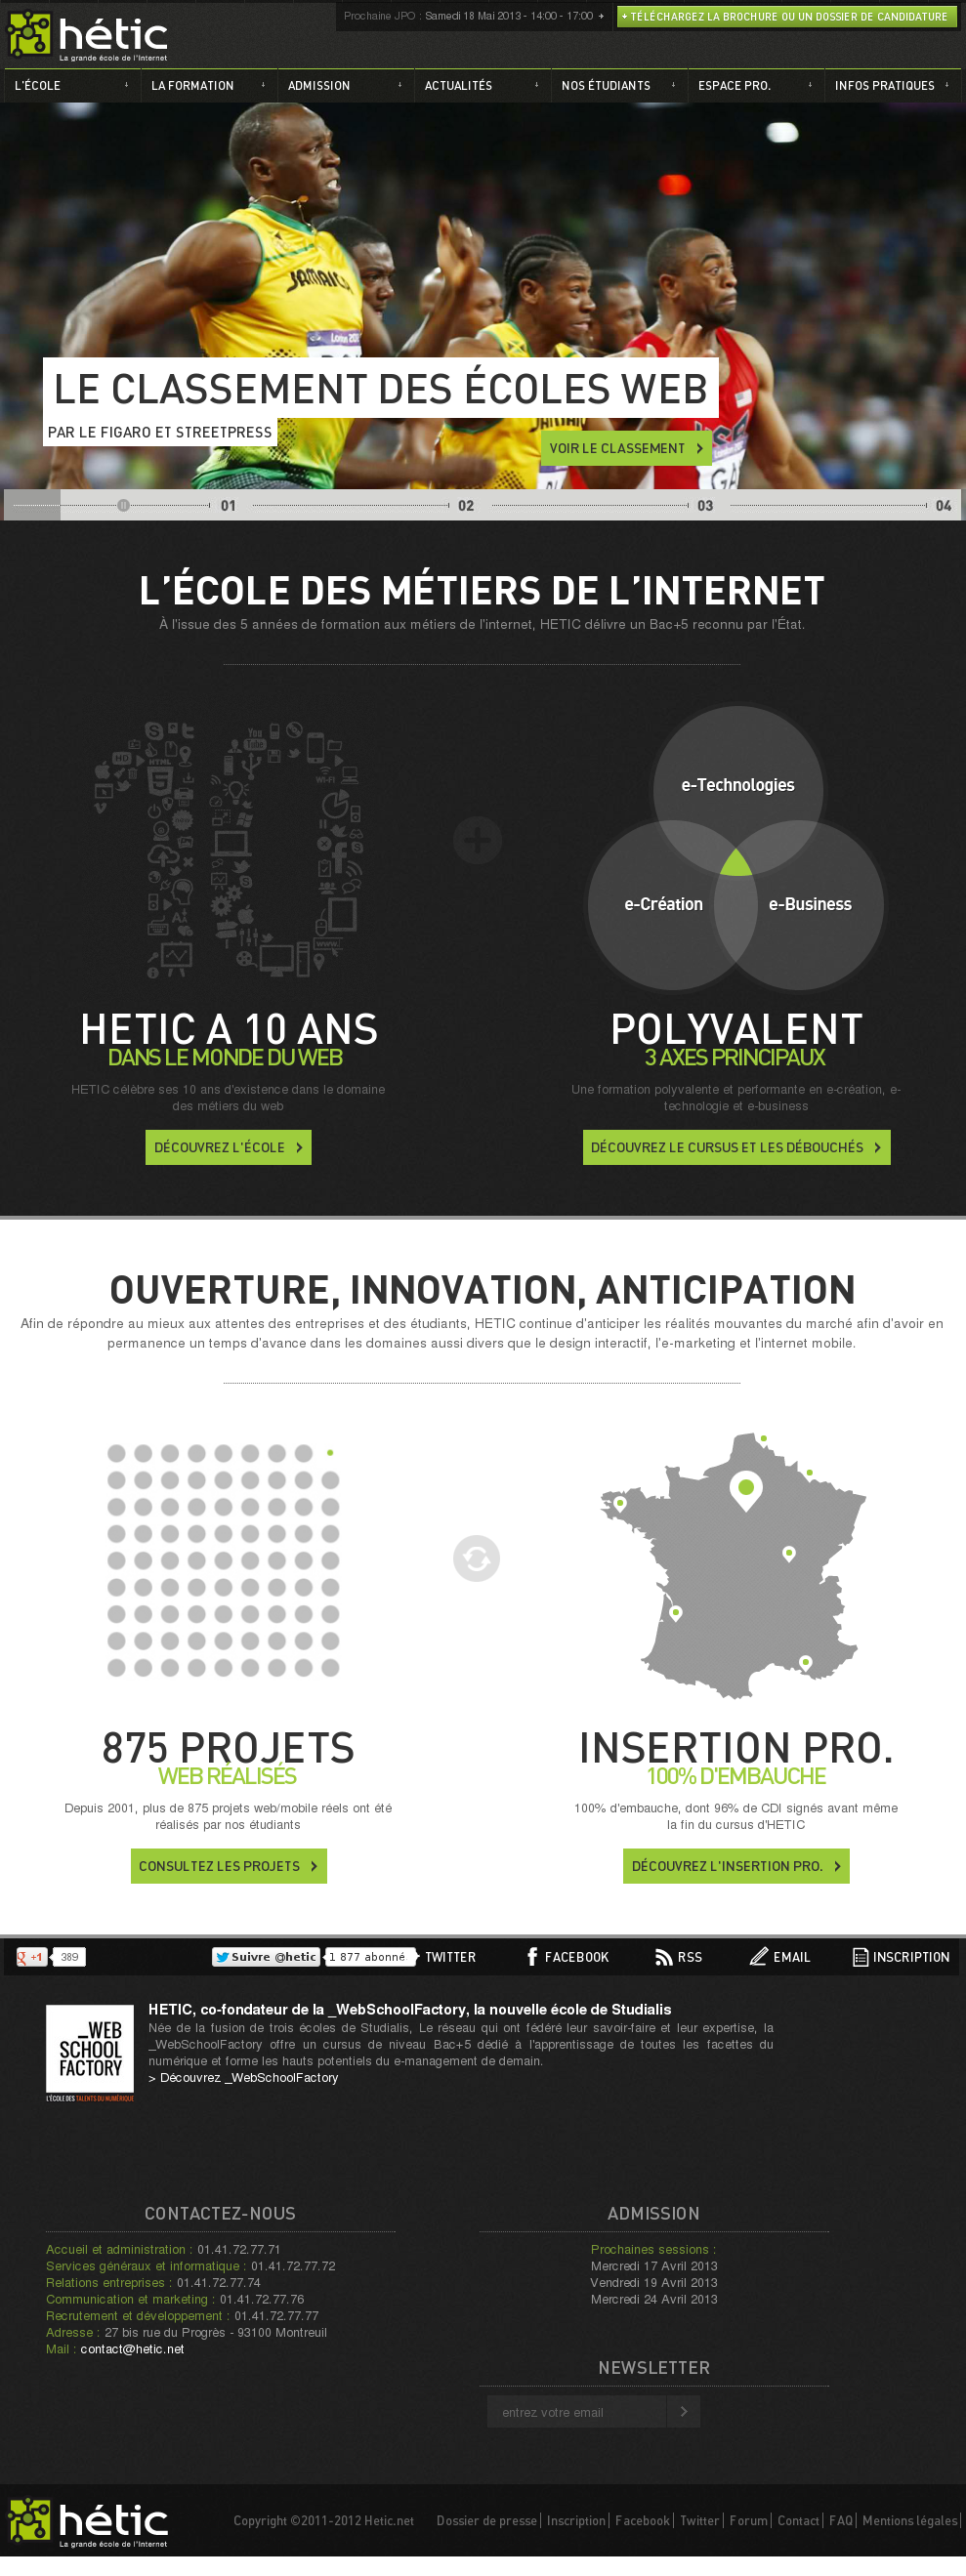 hétic
La grande école de l'Internet
Prochaine JPO : Samedi 18 Mai 2013 - 14:00 - 17:00
+ TÉLÉCHARGEZ LA BROCHURE OU UN DOSSIER DE CANDIDATURE
L'ÉCOLE
LA FORMATION
ADMISSION
ACTUALITÉS
NOS ÉTUDIANTS
ESPACE PRO.
INFOS PRATIQUES
JAMAICA
LE CLASSEMENT DES ÉCOLES WEB
PAR LE FIGARO ET STREETPRESS
VOIR LE CLASSEMENT
01
02
03
04
L'ÉCOLE DES MÉTIERS DE L'INTERNET
À l'issue des 5 années de formation aux métiers de l'internet, HETIC délivre un Bac+5 reconnu par l'État.
You
Tube
HTML
WI-FI
www.
e-Technologies
e-Création
e-Business
HETIC A 10 ANS
DANS LE MONDE DU WEB
HETIC célèbre ses 10 ans d'existence dans le domaine
des métiers du web
DÉCOUVREZ L'ÉCOLE
POLYVALENT
3 AXES PRINCIPAUX
Une formation polyvalente et performante en e-création, e-
technologie et e-business
DÉCOUVREZ LE CURSUS ET LES DÉBOUCHÉS
OUVERTURE, INNOVATION, ANTICIPATION
Afin de répondre au mieux aux attentes des entreprises et des étudiants, HETIC continue d'anticiper les réalités mouvantes du marché afin d'avoir en
permanence un temps d'avance dans les domaines aussi divers que le design interactif, l'e-marketing et l'internet mobile.
875 PROJETS
WEB RÉALISÉS
Depuis 2001, plus de 875 projets web/mobile réels ont été
réalisés par nos étudiants
CONSULTEZ LES PROJETS
INSERTION PRO.
100% D'EMBAUCHE
100% d'embauche, dont 96% de CDI signés avant même
la fin du cursus d'HETIC
DÉCOUVREZ L'INSERTION PRO.
g +1
389
Suivre @hetic
1 877 abonné
TWITTER
FACEBOOK
RSS
EMAIL
INSCRIPTION
_WEB
SCHOOL
FACTORY
L'ÉCOLE DES TALENTS DU NUMÉRIQUE
HETIC, co-fondateur de la _WebSchoolFactory, la nouvelle école de Studialis
Née de la fusion de trois écoles de Studialis, Le réseau qui ont fédéré leur savoir-faire et leur expertise, la
_WebSchoolFactory offre un cursus de niveau Bac+5 dédié à l'apprentissage de toutes les facettes du
numérique et forme les hauts potentiels du e-management de demain.
> Découvrez _WebSchoolFactory
CONTACTEZ-NOUS
Accueil et administration : 01.41.72.77.71
Services généraux et informatique : 01.41.72.77.72
Relations entreprises : 01.41.72.77.74
Communication et marketing : 01.41.72.77.76
Recrutement et développement : 01.41.72.77.77
Adresse : 27 bis rue du Progrès - 93100 Montreuil
Mail : contact@hetic.net
ADMISSION
Prochaines sessions :
Mercredi 17 Avril 2013
Vendredi 19 Avril 2013
Mercredi 24 Avril 2013
NEWSLETTER
entrez votre email
hétic
La grande école de l'Internet
Copyright ©2011-2012 Hetic.net
Dossier de presse | Inscription | Facebook | Twitter | Forum | Contact | FAQ | Mentions légales |